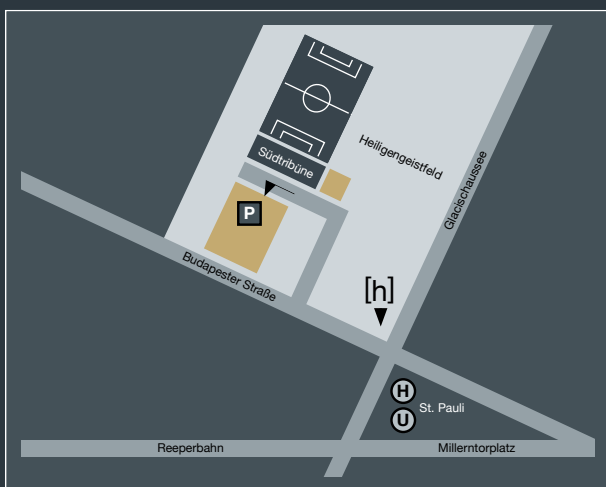 Südtribüne
Heiligengeistfeld
Glacischaussee
P
Budapester Straße
[h]
H
St. Pauli
U
Reeperbahn
Millerntorplatz